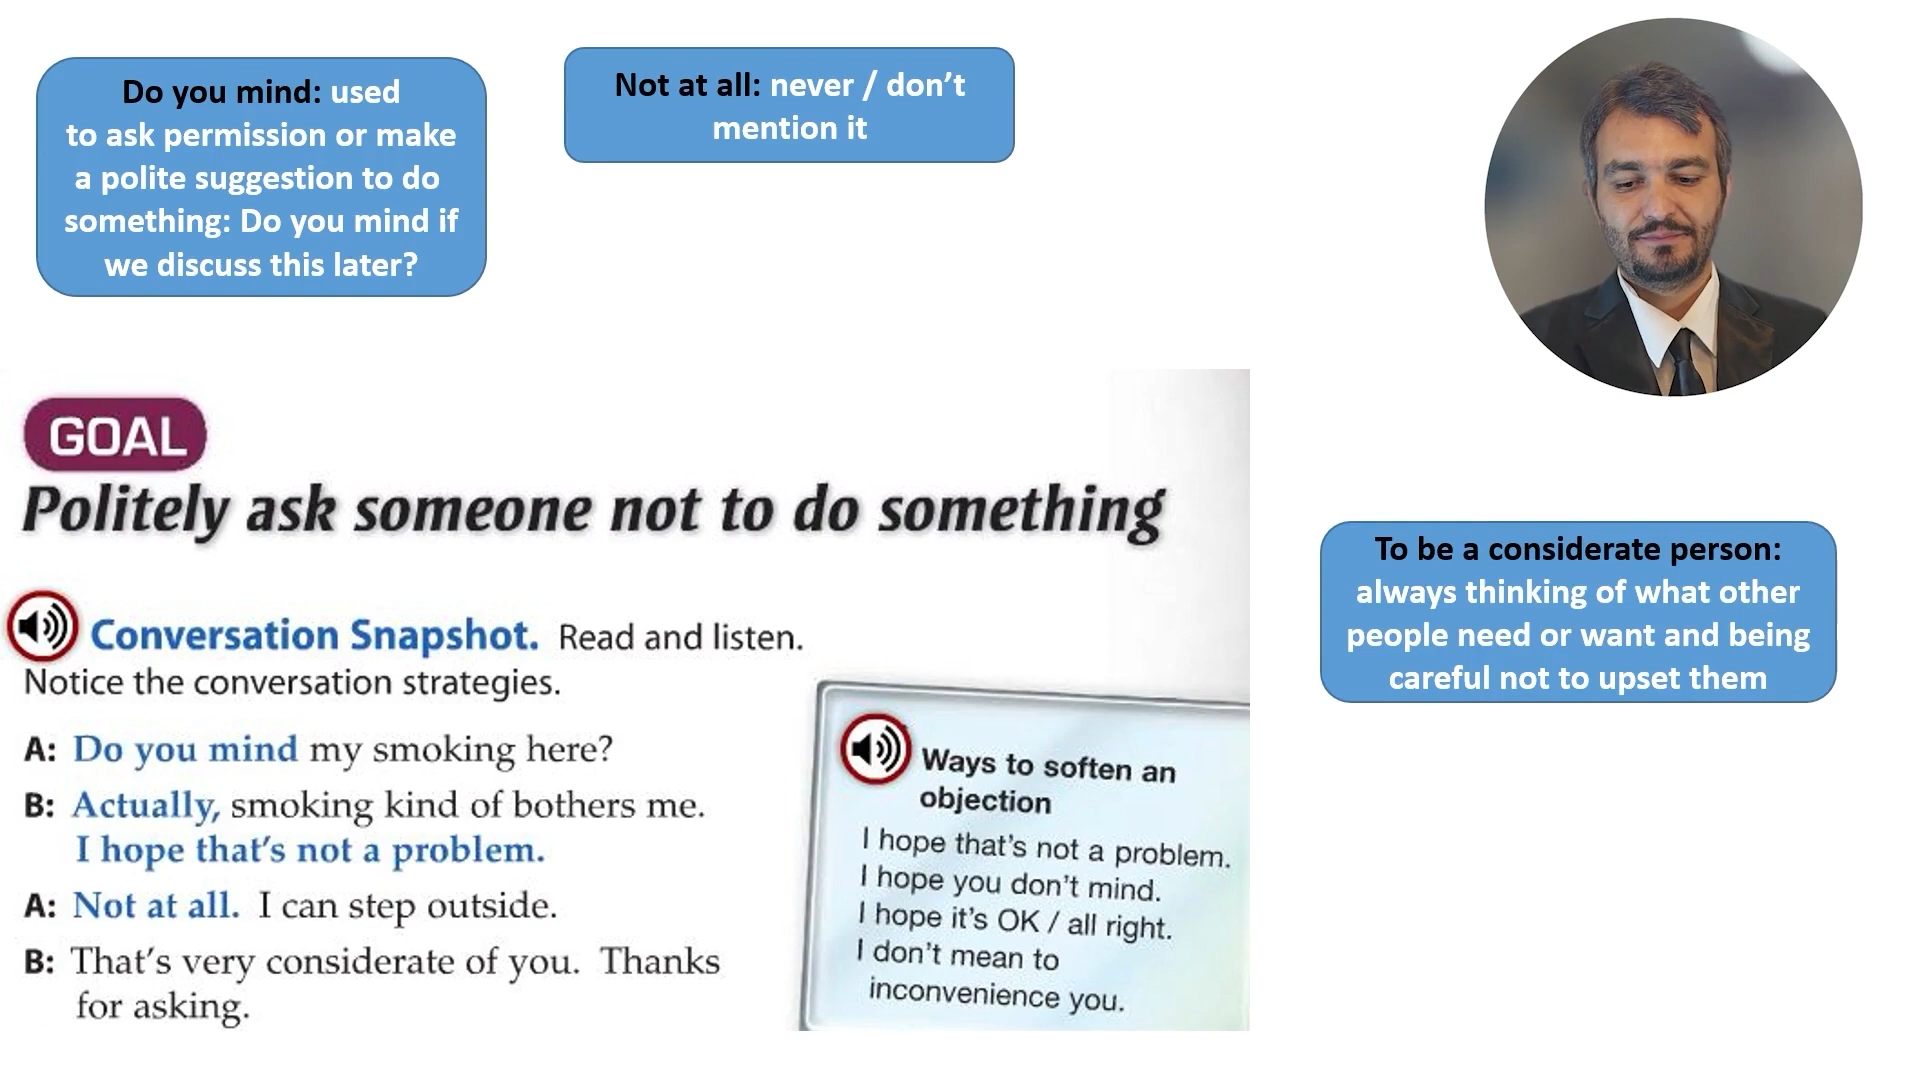 Do you mind: used
to ask permission or make
a polite suggestion to do
something: Do you mind if
we discuss this later?
Not at all: never / don't
mention it
GOAL
Politely ask someone not to do something
Conversation Snapshot. Read and listen.
Notice the conversation strategies.
A: Do you mind my smoking here?
B: Actually, smoking kind of bothers me.
I hope that's not a problem.
A: Not at all. I can step outside.
B: That's very considerate of you. Thanks
for asking.
Ways to soften an
objection
I hope that's not a problem.
I hope you don't mind.
I hope it's OK / all right.
I don't mean to
inconvenience you.
To be a considerate person:
always thinking of what other
people need or want and being
careful not to upset them